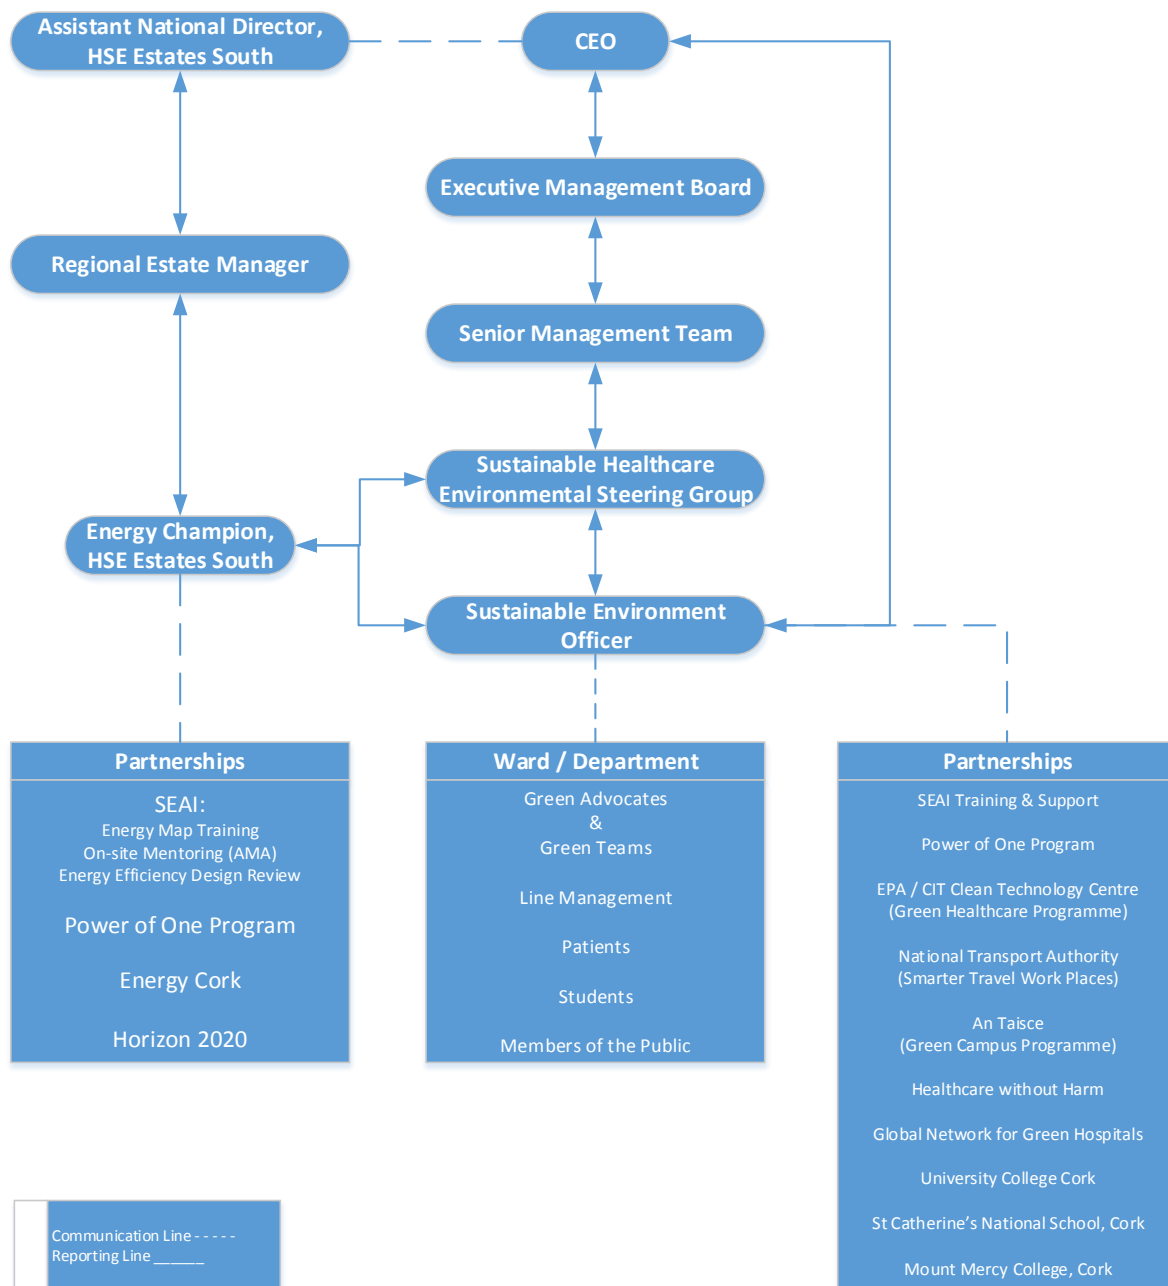 Assistant National Director,
HSE Estates South
CEO
Executive Management Board
Regional Estate Manager
Senior Management Team
Sustainable Healthcare
Environmental Steering Group
Energy Champion,
HSE Estates South
Sustainable Environment
Officer
Partnerships
SEAI:
Energy Map Training
On-site Mentoring (AMA)
Energy Efficiency Design Review
Power of One Program
Energy Cork
Horizon 2020
Ward / Department
Green Advocates
&
Green Teams
Line Management
Patients
Students
Members of the Public
Partnerships
SEAI Training & Support
Power of One Program
EPA / CIT Clean Technology Centre
(Green Healthcare Programme)
National Transport Authority
(Smarter Travel Work Places)
An Taisce
(Green Campus Programme)
Healthcare without Harm
Global Network for Green Hospitals
University College Cork
St Catherine's National School, Cork
Mount Mercy College, Cork
Communication Line - - - - -
Reporting Line ______